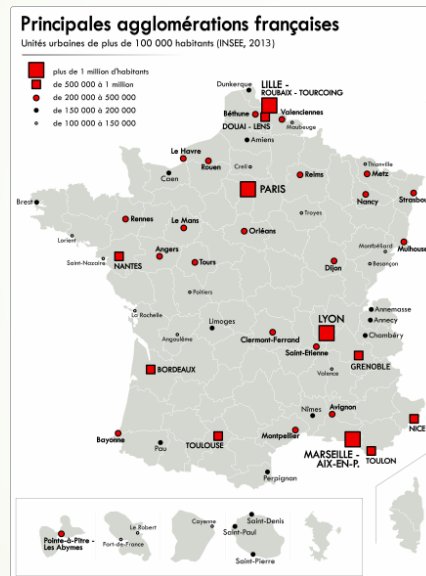 Principales agglomérations françaises
Unités urbaines de plus de 100 000 habitants (INSEE, 2013)
plus de 1 million d'habitants
de 500 000 à 1 million
de 200 000 à 500 000
de 150 000 à 200 000
de 100 000 à 150 000
Dunkerque
LILLE -
ROUBAIX - TOURCOING
Béthune
Valenciennes
DOUAI - LENS
Maubeuge
Amiens
Le Havre
Rouen
Caen
Creil
Reims
Thionville
Metz
PARIS
Nancy
Strasbou
Brest
Rennes
Le Mans
Troyes
Orléans
Lorient
Montbéliard
Mulhouse
Saint-Nazaire
NANTES
Angers
Tours
Dijon
Besançon
Poitiers
La Rochelle
Limoges
LYON
Annemasse
Annecy
Chambéry
Angoulême
Clermont-Ferrand
Saint-Etienne
GRENOBLE
BORDEAUX
Valence
Nîmes
Avignon
NICE
Bayonne
Pau
TOULOUSE
Montpellier
MARSEILLE -
AIX-EN-P.
TOULON
Perpignan
Pointe-à-Pitre -
Les Abymes
Le Robert
Fort-de-France
Cayenne
Saint-Denis
Saint-Paul
Saint-Pierre